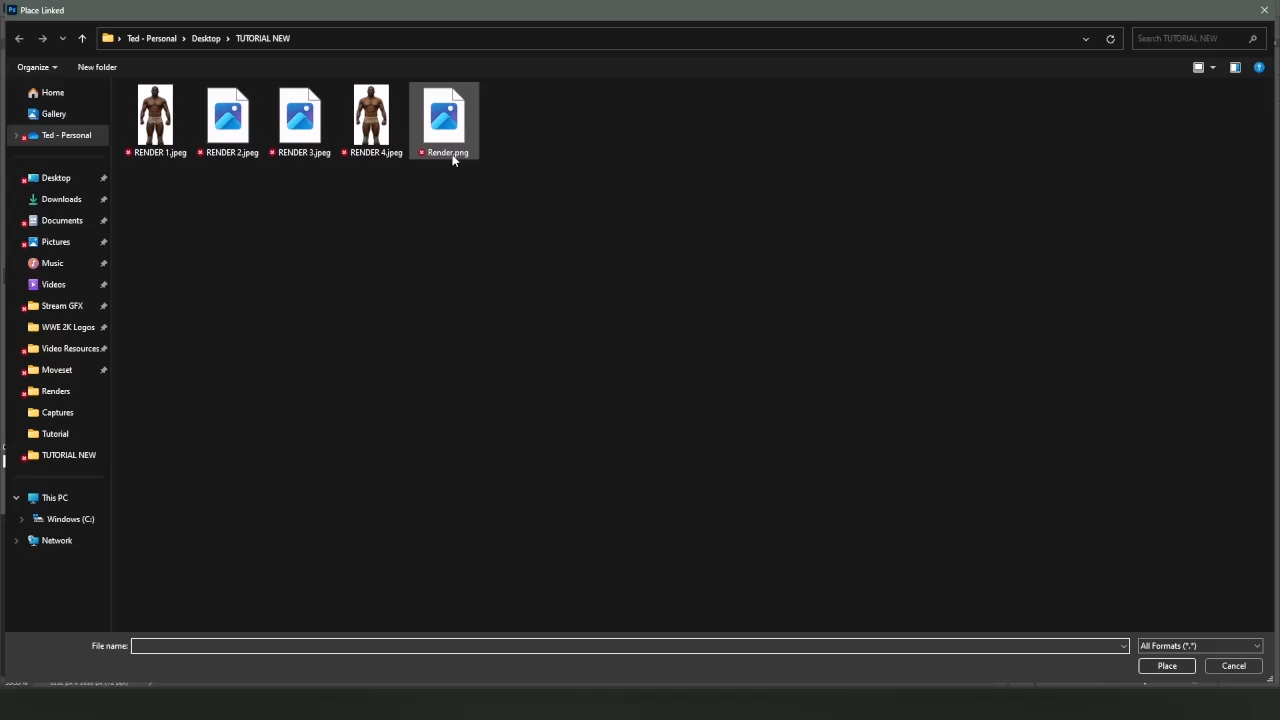 Ps Place Linked
Ted - Personal Desktop TUTORIAL NEW
Search TUTORIAL NEW
Organize New folder
Home
Gallery
Ted - Personal
Desktop
Downloads
Documents
Pictures
Music
Videos
Stream GFX
WWE 2K Logos
Video Resources
Moveset
Renders
Captures
Tutorial
TUTORIAL NEW
This PC
Windows (C:)
Network
RENDER 1.jpeg RENDER 2.jpeg RENDER 3.jpeg RENDER 4.jpeg Render.png
File name:
All Formats (*.*)
Place Cancel